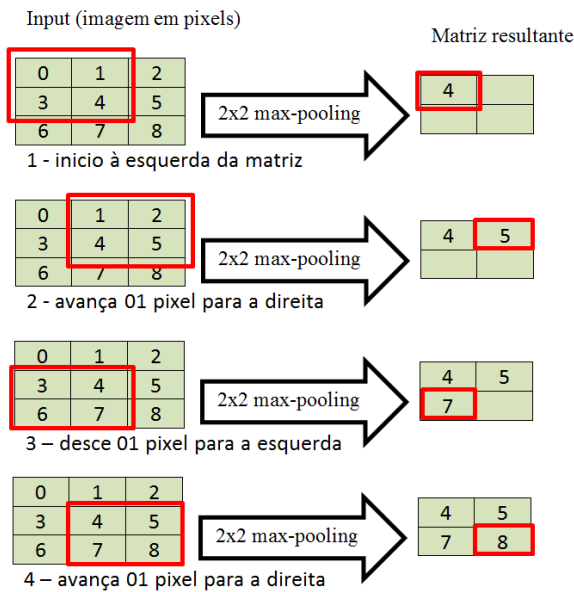 Input (imagem em pixels)
Matriz resultante
0 1 2
3 4 5
6 7 8
2x2 max-pooling
4
1 - inicio à esquerda da matriz
0 1 2
3 4 5
6 7 8
2x2 max-pooling
4 5
2 - avança 01 pixel para a direita
0 1 2
3 4 5
6 7 8
2x2 max-pooling
4 5
7
3 – desce 01 pixel para a esquerda
0 1 2
3 4 5
6 7 8
2x2 max-pooling
4 5
7 8
4 – avança 01 pixel para a direita